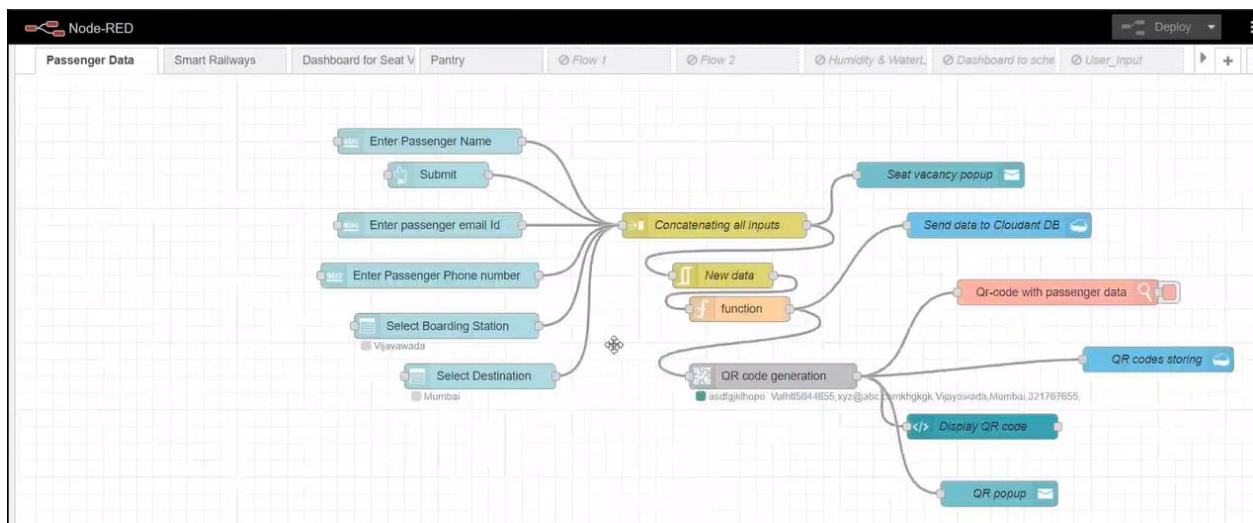 Node-RED
Deploy
Passenger Data
Smart Railways
Dashboard for Seat V
Pantry
Flow 1
Flow 2
Humidity & WaterL
Dashboard to sche
User_Input
+
Enter Passenger Name
Submit
Enter passenger email Id
Enter Passenger Phone number
Select Boarding Station
Vijayawada
Select Destination
Mumbai
Concatenating all inputs
New data
function
QR code generation
Seat vacancy popup
Send data to Cloudant DB
Qr-code with passenger data
QR codes storing
Display QR code
QR popup